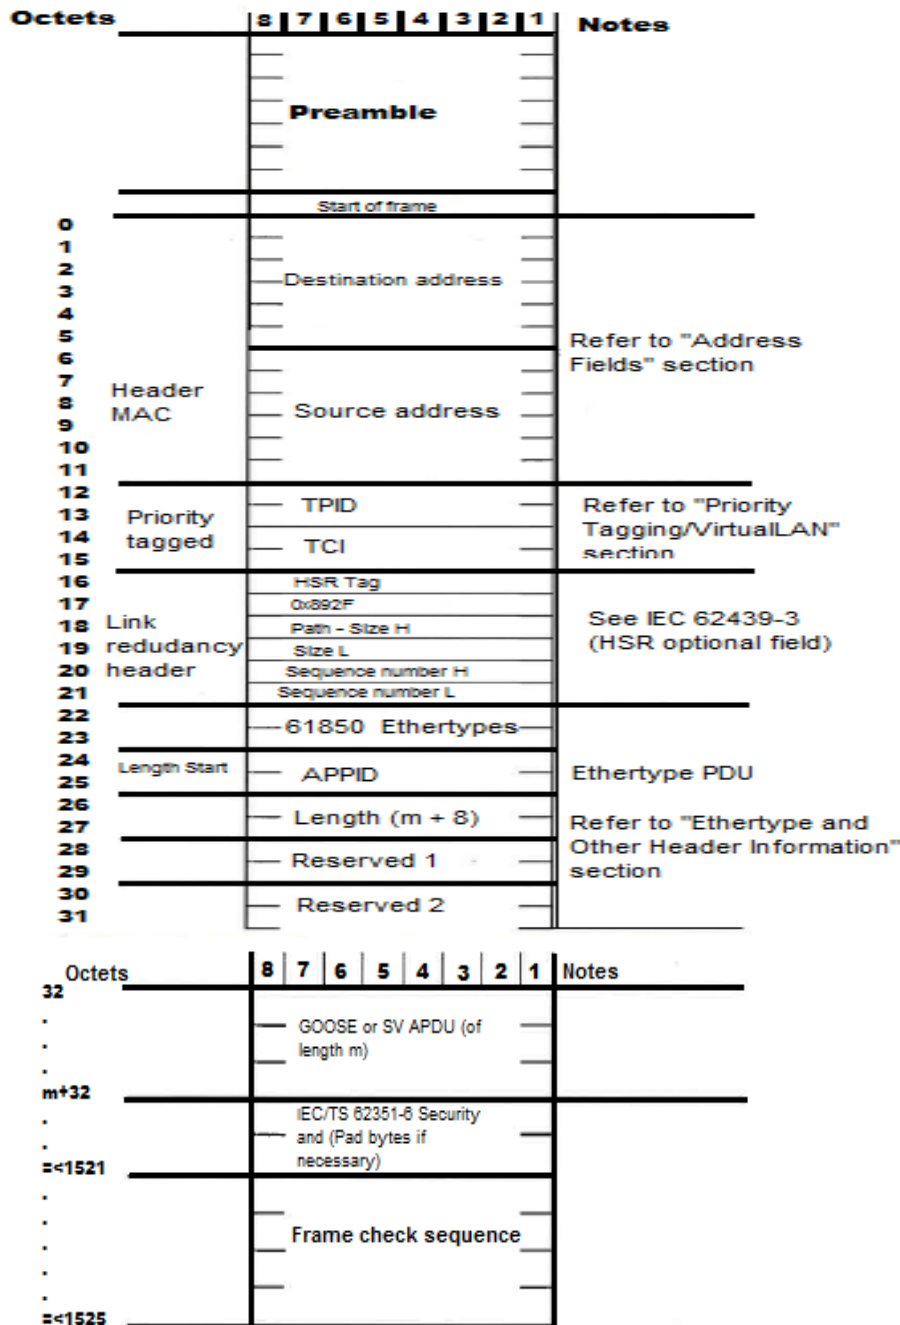 Octets 8 7 6 5 4 3 2 1 Notes
Preamble
Start of frame
0
1
2
Destination address
3
4
5
Refer to "Address
Fields" section
6
7
Header
MAC
8
Source address
9
10
11
12
TPID
Refer to "Priority
Tagging/VirtualLAN"
section
13
Priority
tagged
14
TCI
15
16
HSR Tag
17
0x892F
See IEC 62439-3
(HSR optional field)
18
Link
redudancy
header
Path - Size H
19
Size L
20
Sequence number H
21
Sequence number L
22
61850 Ethertypes
23
24
Length Start
APPID
Ethertype PDU
25
26
Length (m + 8)
Refer to "Ethertype and
Other Header Information"
section
27
28
Reserved 1
29
30
Reserved 2
31
Octets 8 7 6 5 4 3 2 1 Notes
32
.
GOOSE or SV APDU (of
length m)
.
.
m+32
IEC/TS 62351-6 Security
and (Pad bytes if
necessary)
.
.
=<1521
.
.
Frame check sequence
.
.
.
=<1525